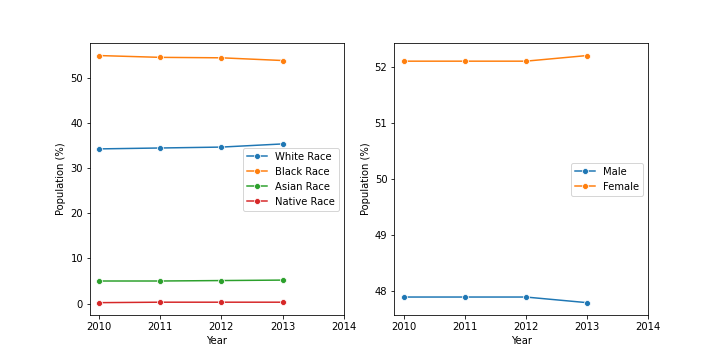 50
40
30
20
10
0
Population (%)
2010 2011 2012 2013 2014
Year
White Race
Black Race
Asian Race
Native Race
52
51
50
49
48
Population (%)
2010 2011 2012 2013 2014
Year
Male
Female